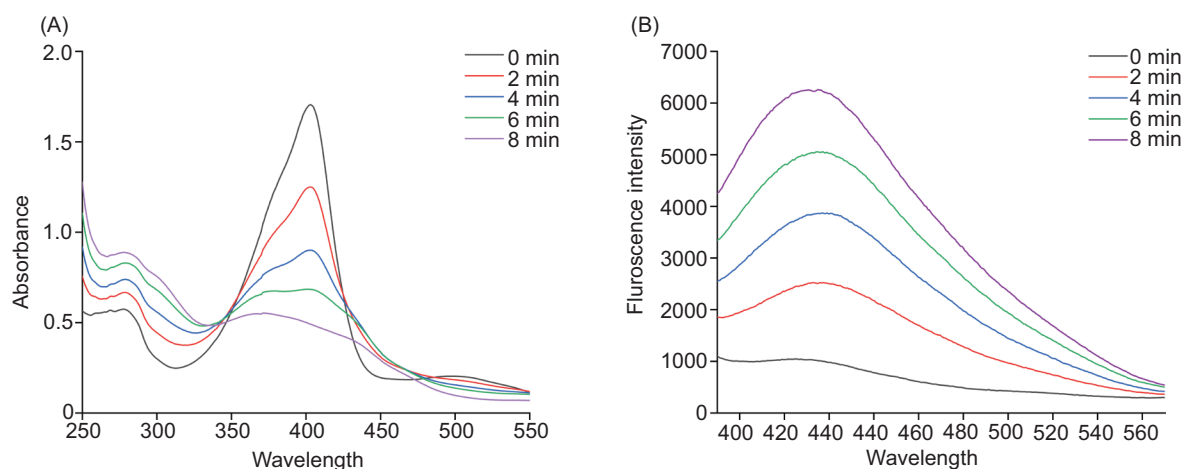 (A)
2.0
1.5
1.0
0.5
0
Absorbance
250 300 350 400 450 500 550
Wavelength
0 min
2 min
4 min
6 min
8 min
(B)
7000
6000
5000
4000
3000
2000
1000
0
Fluroscence intensity
400 420 440 460 480 500 520 540 560
Wavelength
0 min
2 min
4 min
6 min
8 min